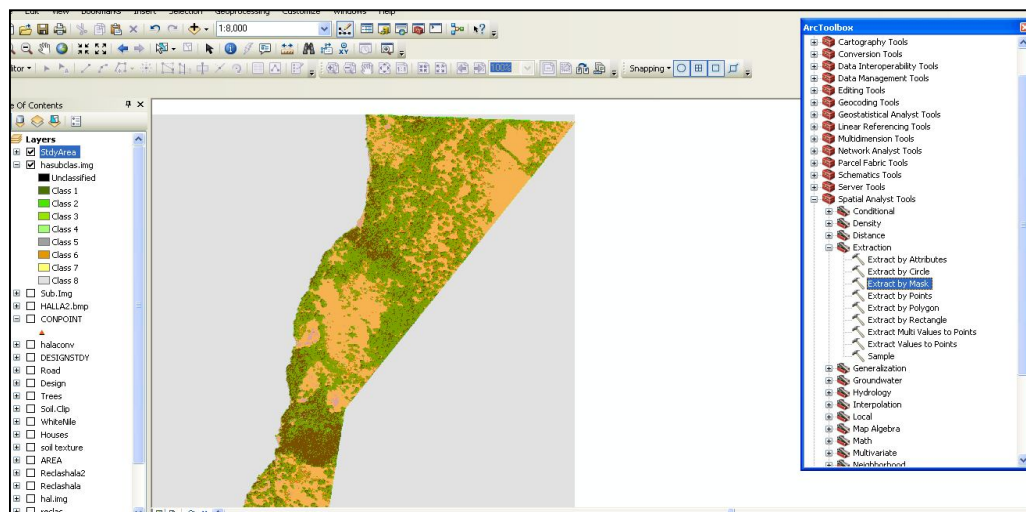 Edit View Bookmarks Insert Selection Geoprocessing Customize Windows Help
1:8,000
itor
100%
Snapping
e Of Contents
Layers
StdyArea
hasubclas.img
Unclassified
Class 1
Class 2
Class 3
Class 4
Class 5
Class 6
Class 7
Class 8
Sub.Img
HALLA2.bmp
CONPOINT
halaconv
DESIGNSTDY
Road
Design
Trees
Soil.Clip
WhiteNile
Houses
soil texture
AREA
Reclashala2
Reclashala
hal.img
reclas
ArcToolbox
Cartography Tools
Conversion Tools
Data Interoperability Tools
Data Management Tools
Editing Tools
Geocoding Tools
Geostatistical Analyst Tools
Linear Referencing Tools
Multidimension Tools
Network Analyst Tools
Parcel Fabric Tools
Schematics Tools
Server Tools
Spatial Analyst Tools
Conditional
Density
Distance
Extraction
Extract by Attributes
Extract by Circle
Extract by Mask
Extract by Points
Extract by Polygon
Extract by Rectangle
Extract Multi Values to Points
Extract Values to Points
Sample
Generalization
Groundwater
Hydrology
Interpolation
Local
Map Algebra
Math
Multivariate
Neighborhood